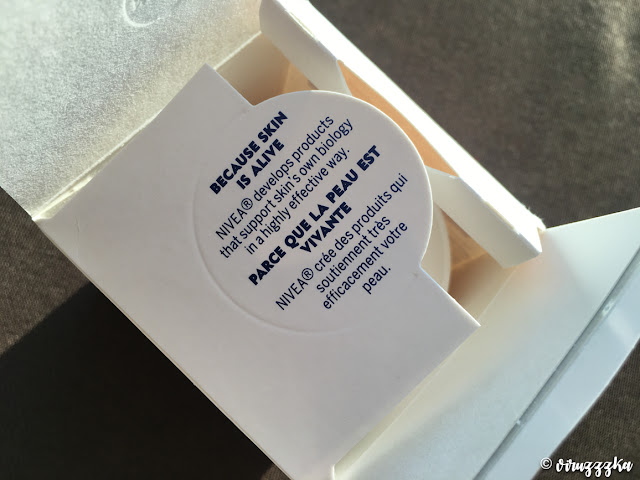 BECAUSE SKIN
IS ALIVE
NIVEA® develops products
that support skin's own biology
in a highly effective way.
PARCE QUE LA PEAU EST
VIVANTE
NIVEA® crée des produits qui
soutiennent très
efficacement votre
peau.
© viruzzzka